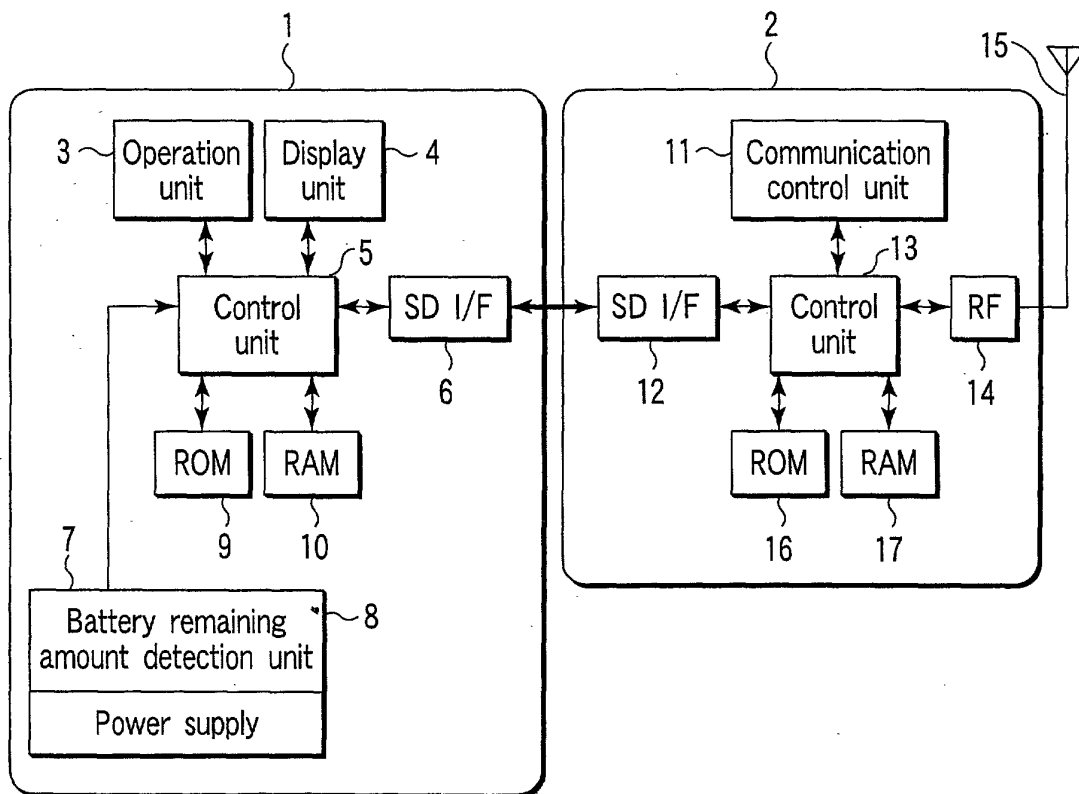 1
2
15
3
Operation
unit
Display
unit
4
11
Communication
control unit
5
Control
unit
SD I/F
6
SD I/F
12
13
Control
unit
RF
14
ROM
9
RAM
10
ROM
16
RAM
17
7
Battery remaining
amount detection unit
8
Power supply